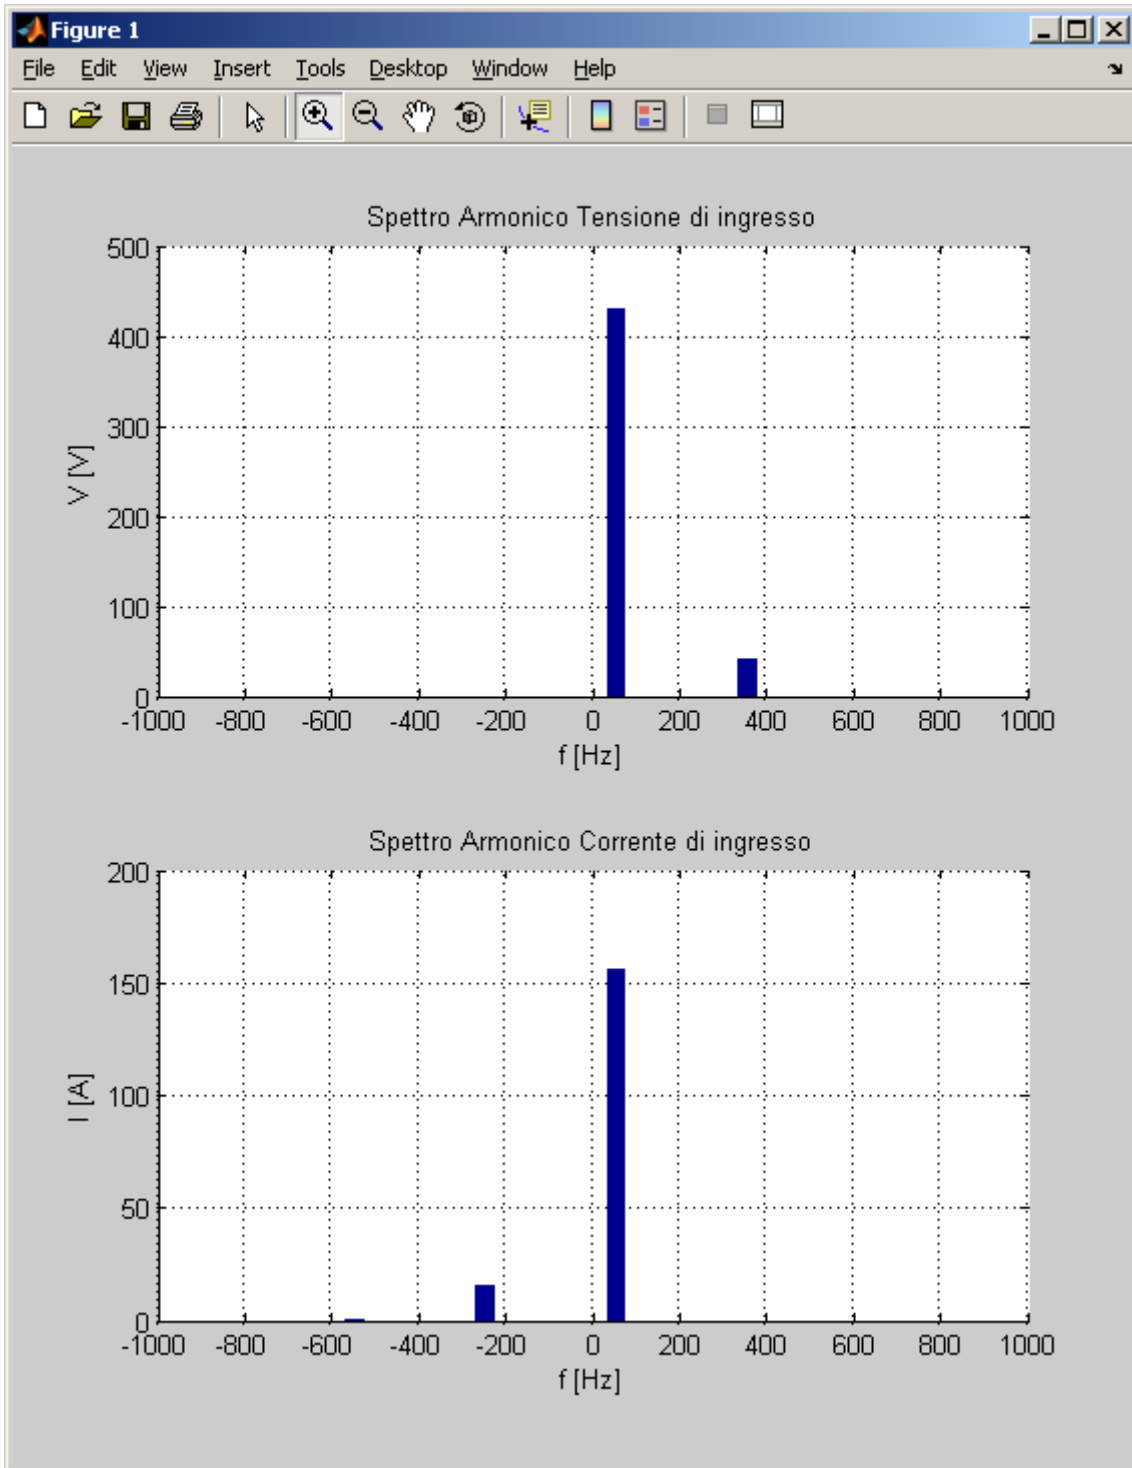 Figure 1
File Edit View Insert Tools Desktop Window Help
Spettro Armonico Tensione di ingresso
500
400
300
200
100
0
V [V]
-1000 -800 -600 -400 -200 0 200 400 600 800 1000
f [Hz]
Spettro Armonico Corrente di ingresso
200
150
100
50
0
I [A]
-1000 -800 -600 -400 -200 0 200 400 600 800 1000
f [Hz]